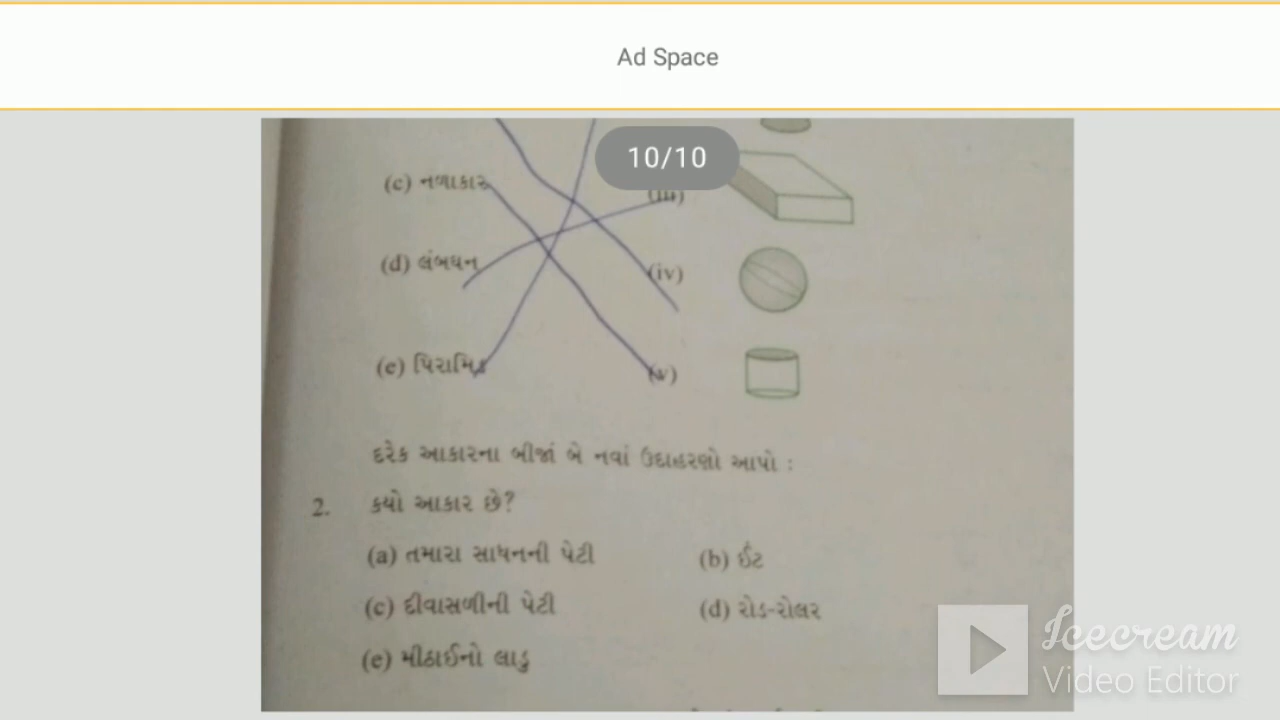 Ad Space
10/10
(c) નળાકાર
(iii)
(d) લંબઘન
(iv)
(e) પિરામિડ
(v)
દરેક આકારના બીજાં બે નવાં ઉદાહરણો આપો :
2. કયો આકાર છે?
(a) તમારા સાધનની પેટી (b) ઈંટ
(c) દીવાસળીની પેટી (d) રોડ-રોલર
(e) મીઠાઈનો લાડુ
Icecream
Video Editor